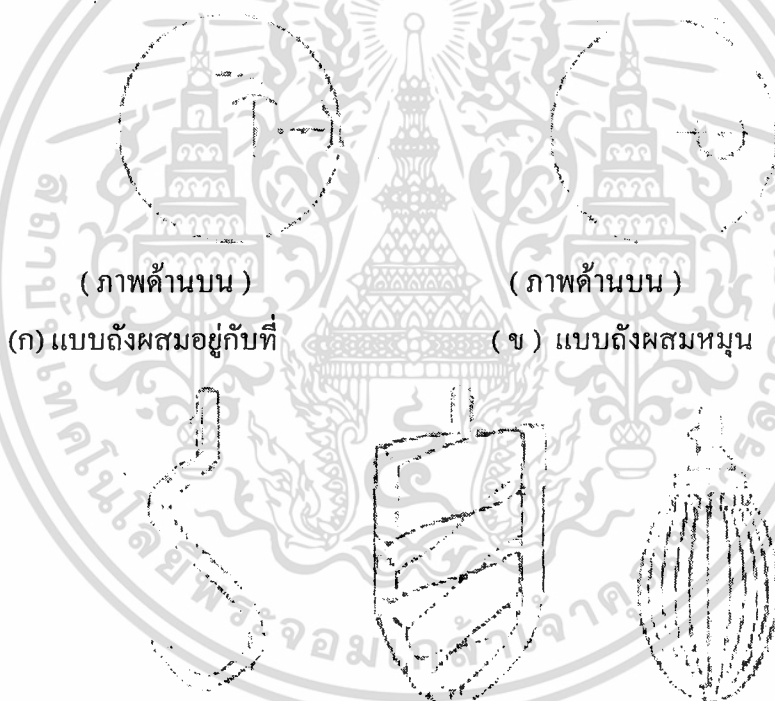 ( ภาพด้านบน ) ( ภาพด้านบน )
(ก) แบบถังผสมอยู่กับที่ ( ข ) แบบถังผสมหมุน